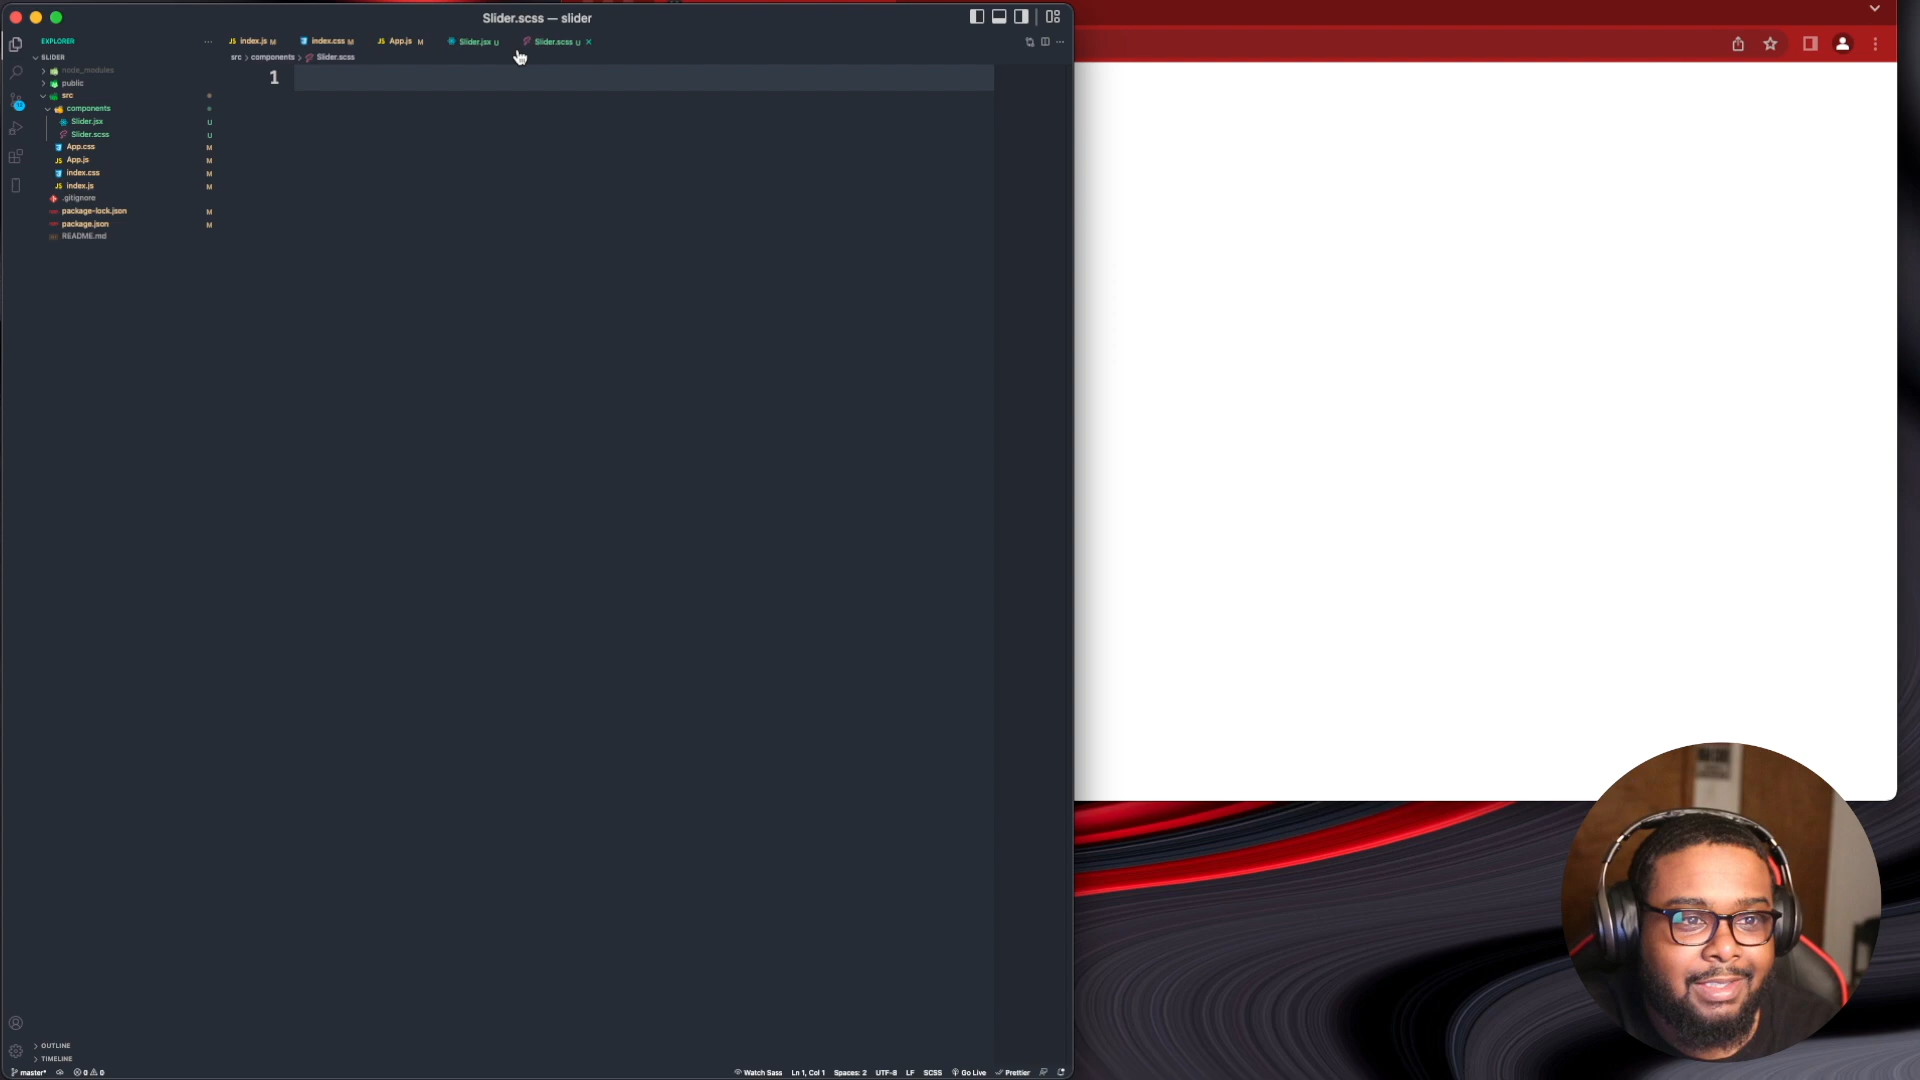 Slider.scss — slider
EXPLORER
index.js M
index.css M
App.js M
Slider.jsx U
Slider.scss U
SLIDER
src > components > Slider.scss
node_modules
1
public
src
components
Slider.jsx U
Slider.scss U
App.css M
App.js M
index.css M
index.js M
.gitignore
package-lock.json M
package.json M
README.md
OUTLINE
TIMELINE
master* 0 0 Watch Sass Ln 1, Col 1 Spaces: 2 UTF-8 LF SCSS Go Live Prettier